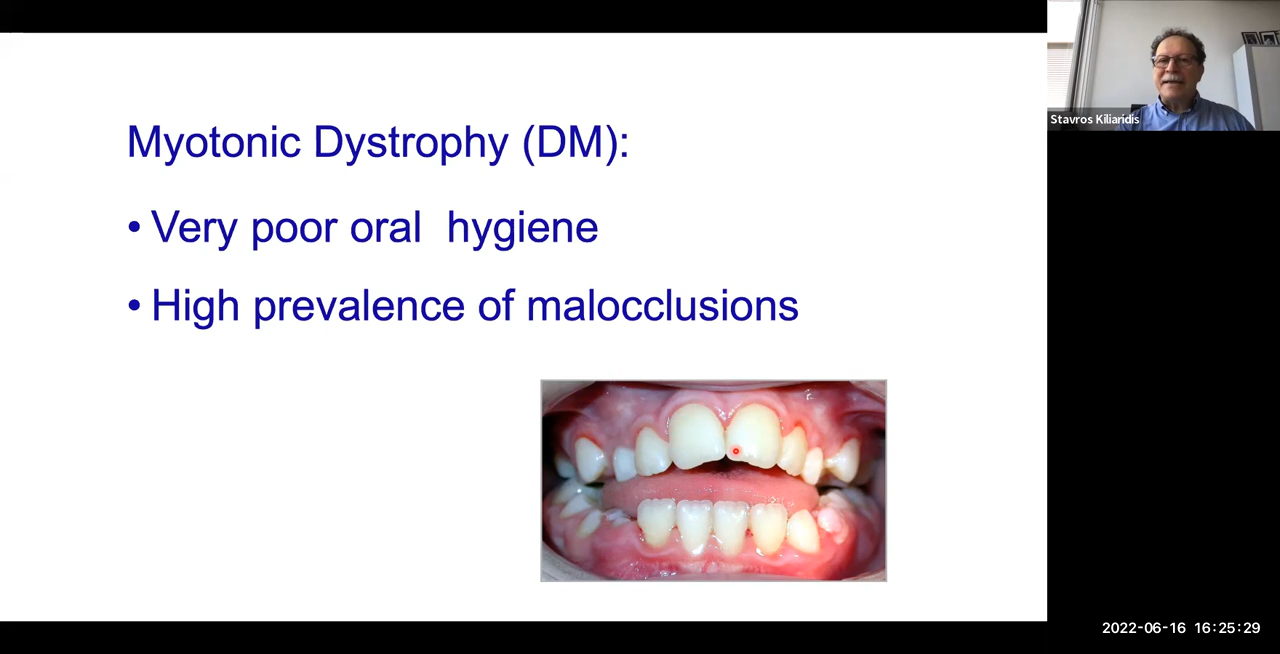 Myotonic Dystrophy (DM):
• Very poor oral  hygiene
• High prevalence of malocclusions
Stavros Kiliaridis
2022-06-16 16:25:29